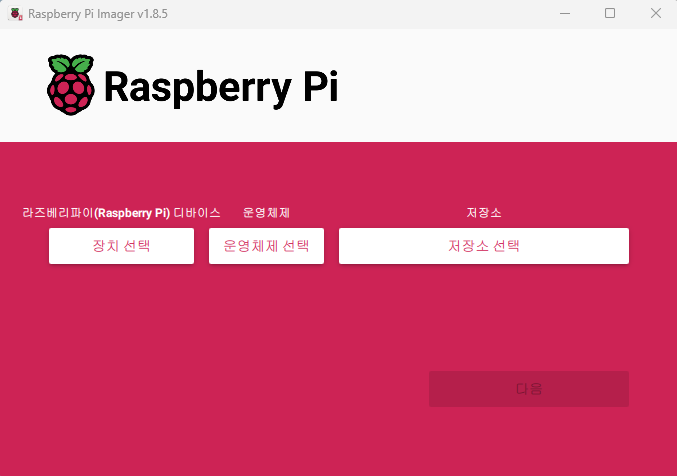 Raspberry Pi Imager v1.8.5
Raspberry Pi
라즈베리파이(Raspberry Pi) 디바이스 운영체제 저장소
장치 선택 운영체제 선택 저장소 선택
다음